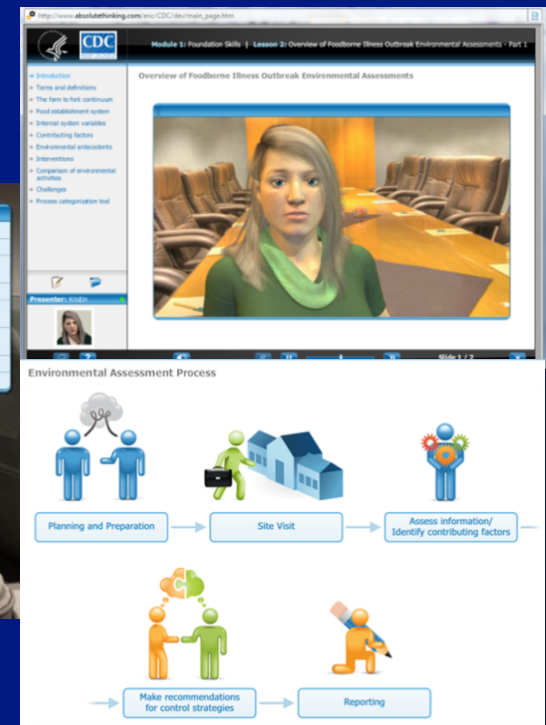 http://www.absolutethinking.com/eric/CDC/dev/main_page.htm
CDC
Module 1: Foundation Skills | Lesson 2: Overview of Foodborne Illness Outbreak Environmental Assessments - Part 1
» Introduction
» Terms and definitions
» The farm to fork continuum
» Food establishment system
» Internal system variables
» Contributing factors
» Environmental antecedents
» Interventions
» Comparison of environmental
activities
» Challenges
» Process categorization tool
Overview of Foodborne Illness Outbreak Environmental Assessments
Presenter: Kristin
?
Slide 1 / 2
Environmental Assessment Process
Planning and Preparation
Site Visit
Assess information/
Identify contributing factors
Make recommendations
for control strategies
Reporting